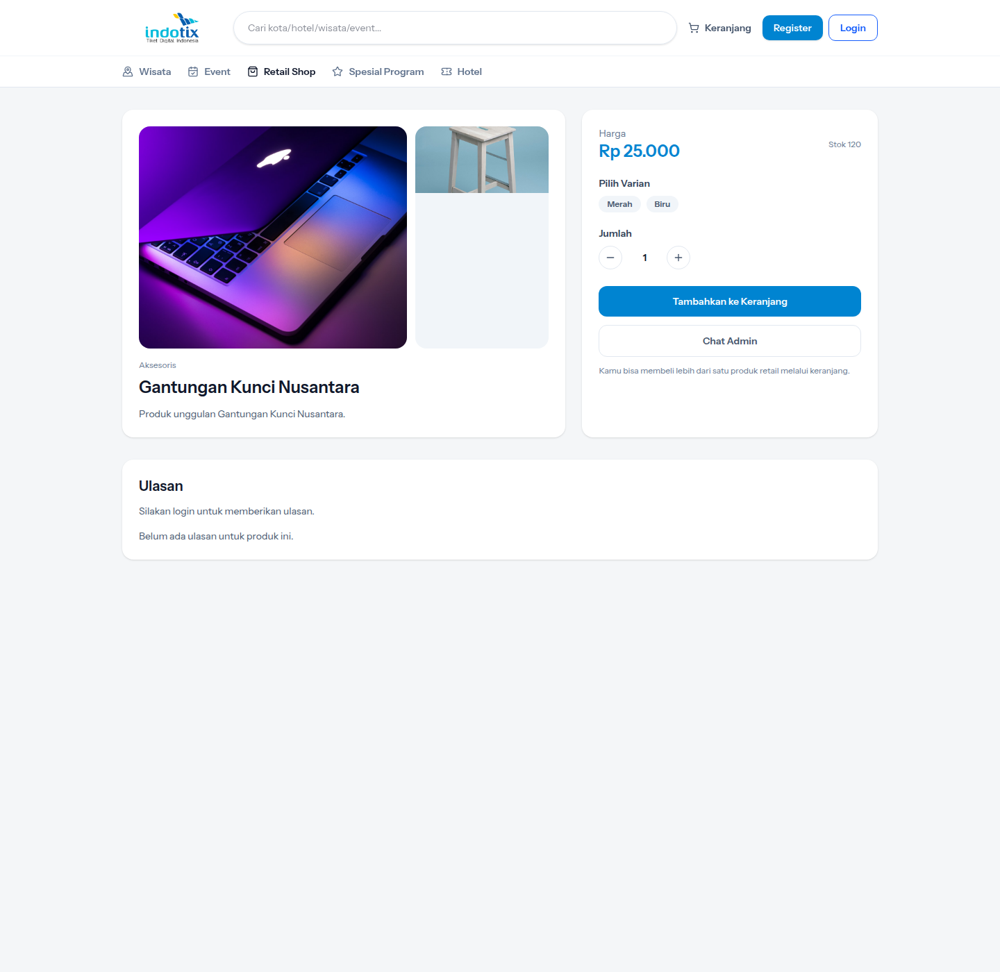 indotix
Tiket Digital Indonesia
Cari kota/hotel/wisata/event...
Keranjang
Register
Login
Wisata
Event
Retail Shop
Spesial Program
Hotel
Aksesoris
Gantungan Kunci Nusantara
Produk unggulan Gantungan Kunci Nusantara.
Harga
Rp 25.000
Stok 120
Pilih Varian
Merah
Biru
Jumlah
1
Tambahkan ke Keranjang
Chat Admin
Kamu bisa membeli lebih dari satu produk retail melalui keranjang.
Ulasan
Silakan login untuk memberikan ulasan.
Belum ada ulasan untuk produk ini.